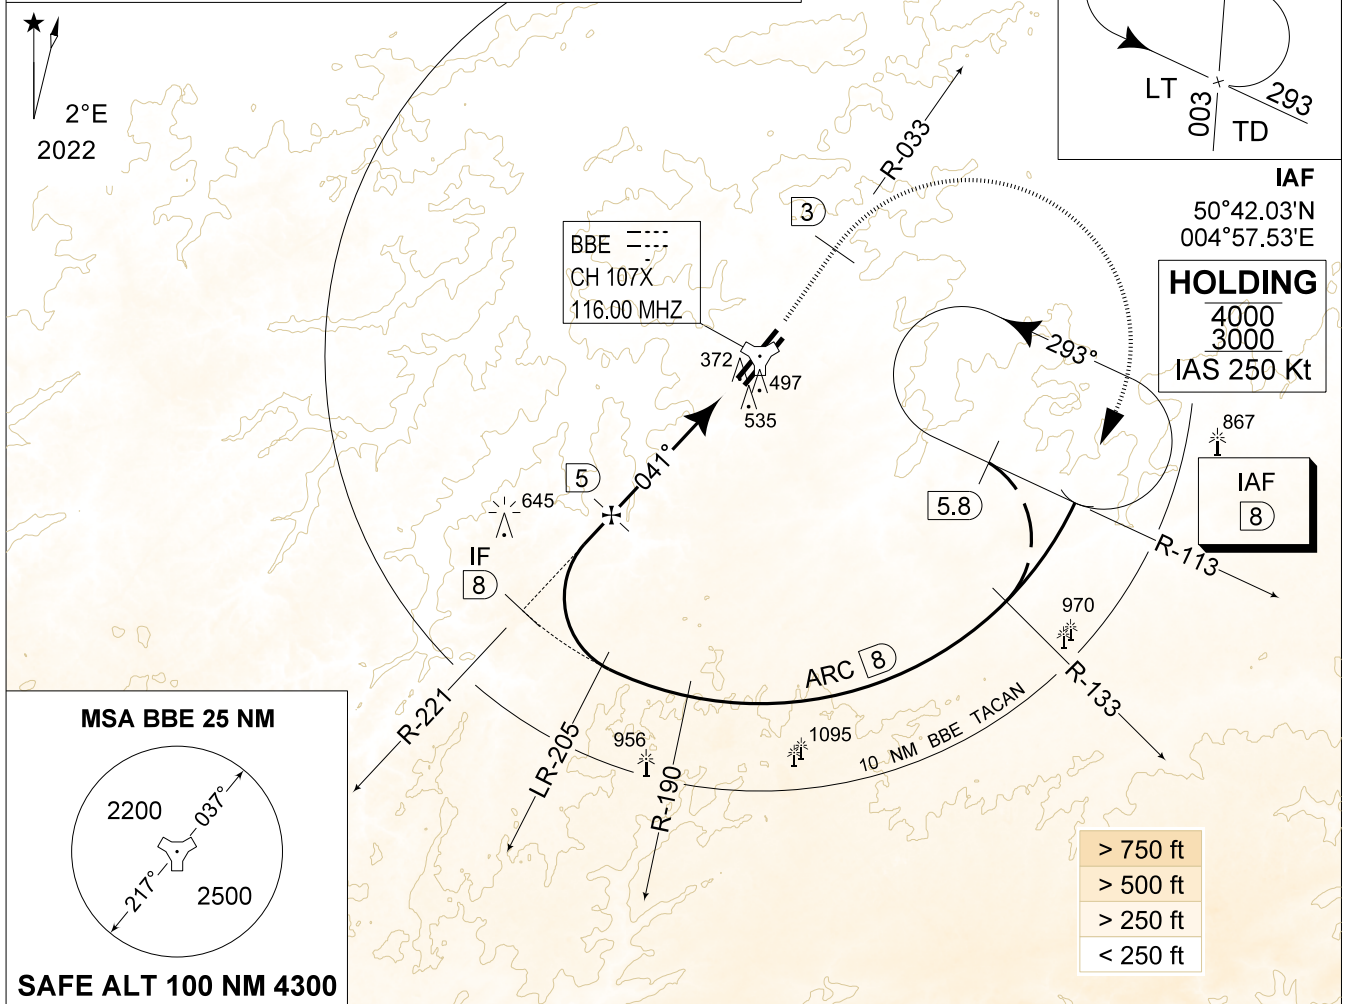 2°E
2022
LT
003
293
TD
IAF
50°42.03'N
004°57.53'E
HOLDING
4000
3000
IAS 250 Kt
R-033
3
BBE
CH 107X
116.00 MHZ
372
497
535
293°
867
IAF
8
5
041°
645
5.8
IF
8
R-113
970
ARC 8
R-133
10 NM BBE TACAN
R-221
LR-205
956
R-190
1095
MSA BBE 25 NM
2200
037°
217°
2500
SAFE ALT 100 NM 4300
> 750 ft
> 500 ft
> 250 ft
< 250 ft